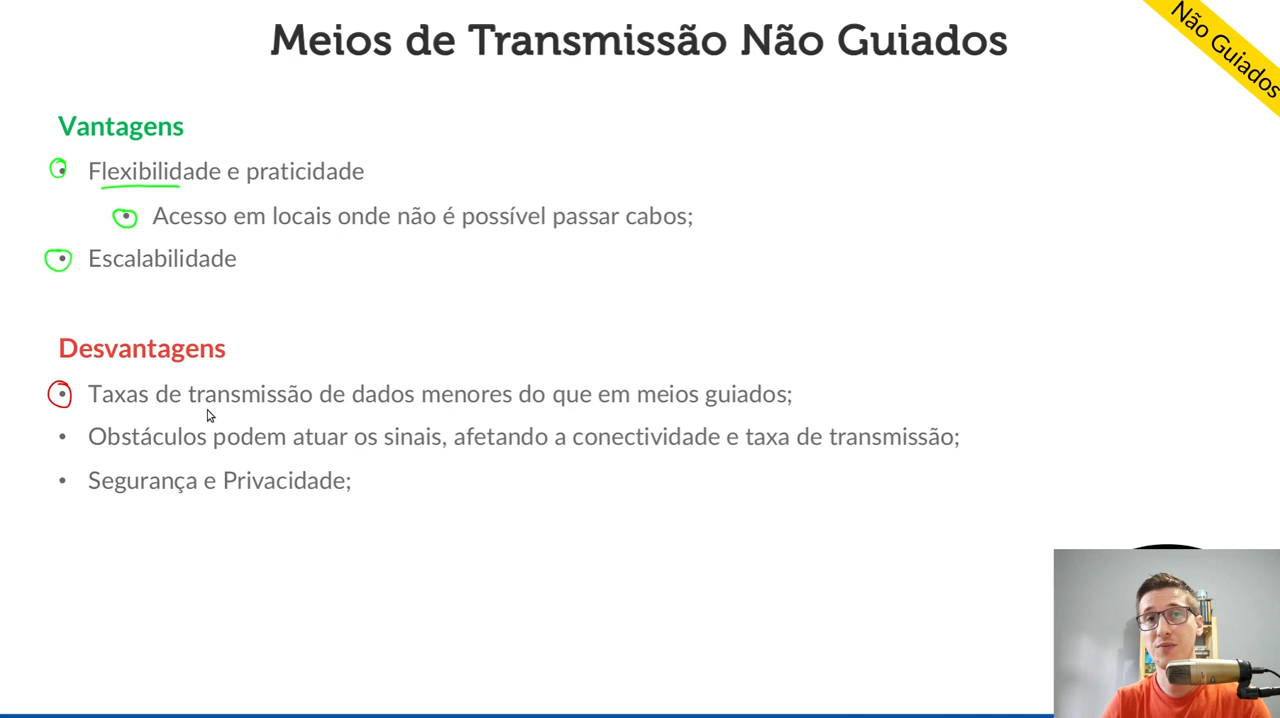 Meios de Transmissão Não Guiados
Não Guiados
Vantagens
• Flexibilidade e praticidade
• Acesso em locais onde não é possível passar cabos;
• Escalabilidade
Desvantagens
• Taxas de transmissão de dados menores do que em meios guiados;
• Obstáculos podem atuar os sinais, afetando a conectividade e taxa de transmissão;
• Segurança e Privacidade;